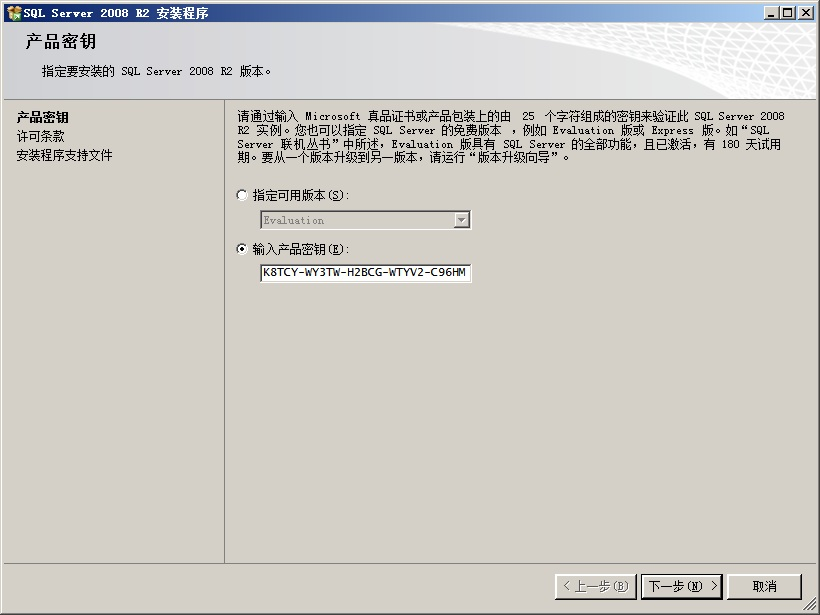 SQL Server 2008 R2 安装程序
产品密钥
指定要安装的 SQL Server 2008 R2 版本。
产品密钥
许可条款
安装程序支持文件
请通过输入 Microsoft 真品证书或产品包装上的由 25 个字符组成的密钥来验证此 SQL Server 2008
R2 实例。您也可以指定 SQL Server 的免费版本 ，例如 Evaluation 版或 Express 版。如“SQL
Server 联机丛书”中所述，Evaluation 版具有 SQL Server 的全部功能，且已激活，有 180 天试用
期。要从一个版本升级到另一版本，请运行“版本升级向导”。
指定可用版本(S):
Evaluation
输入产品密钥(E):
K8TCY-WY3TW-H2BCG-WTYV2-C96HM
< 上一步(B)
下一步(N) >
取消